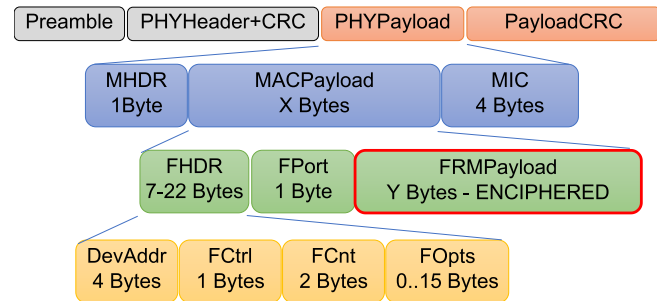 Preamble PHYHeader+CRC PHYPayload PayloadCRC
MHDR MACPayload MIC
1Byte X Bytes 4 Bytes
FHDR FPort FRMPayload
7-22 Bytes 1 Byte Y Bytes - ENCIPHERED
DevAddr FCtrl FCnt FOpts
4 Bytes 1 Bytes 2 Bytes 0..15 Bytes